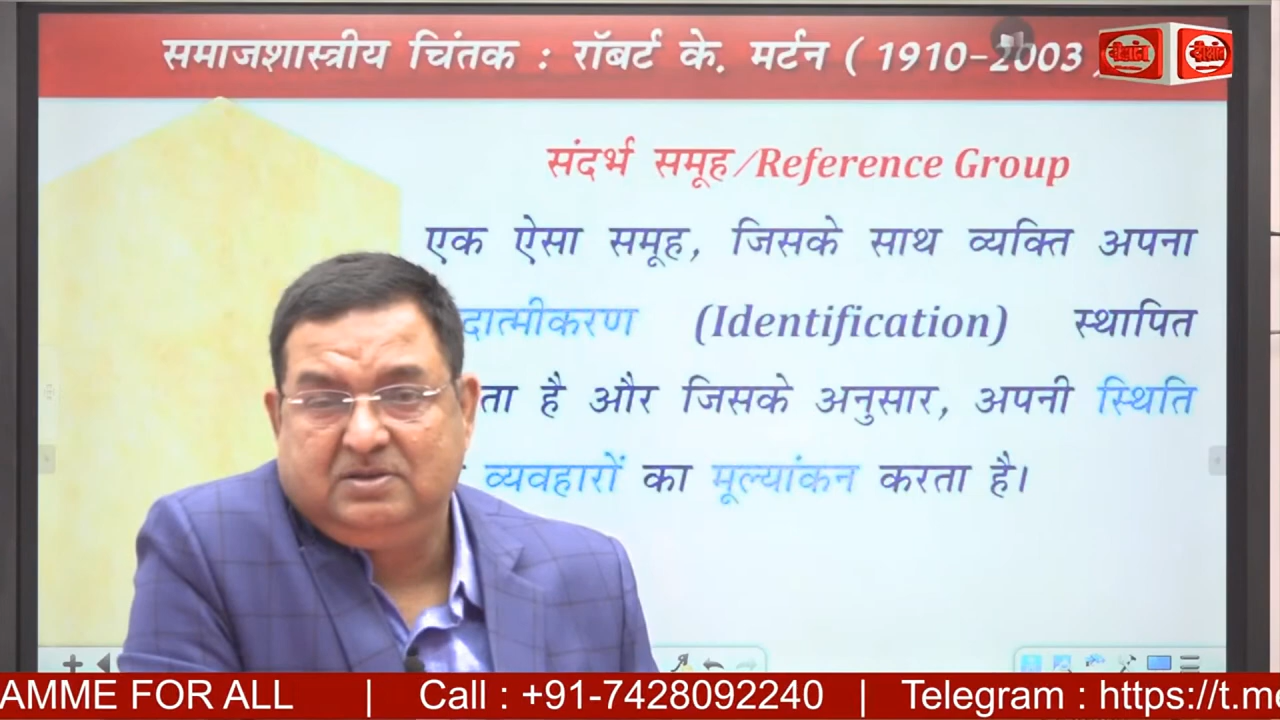 समाजशास्त्रीय चिंतक : रॉबर्ट के. मर्टन ( 1910-2003 )
संदर्भ समूह/Reference Group
एक ऐसा समूह, जिसके साथ व्यक्ति अपना
दात्मीकरण (Identification) स्थापित
ता है और जिसके अनुसार, अपनी स्थिति
व्यवहारों का मूल्यांकन करता है।
AMME FOR ALL | Call : +91-7428092240 | Telegram : https://t.me